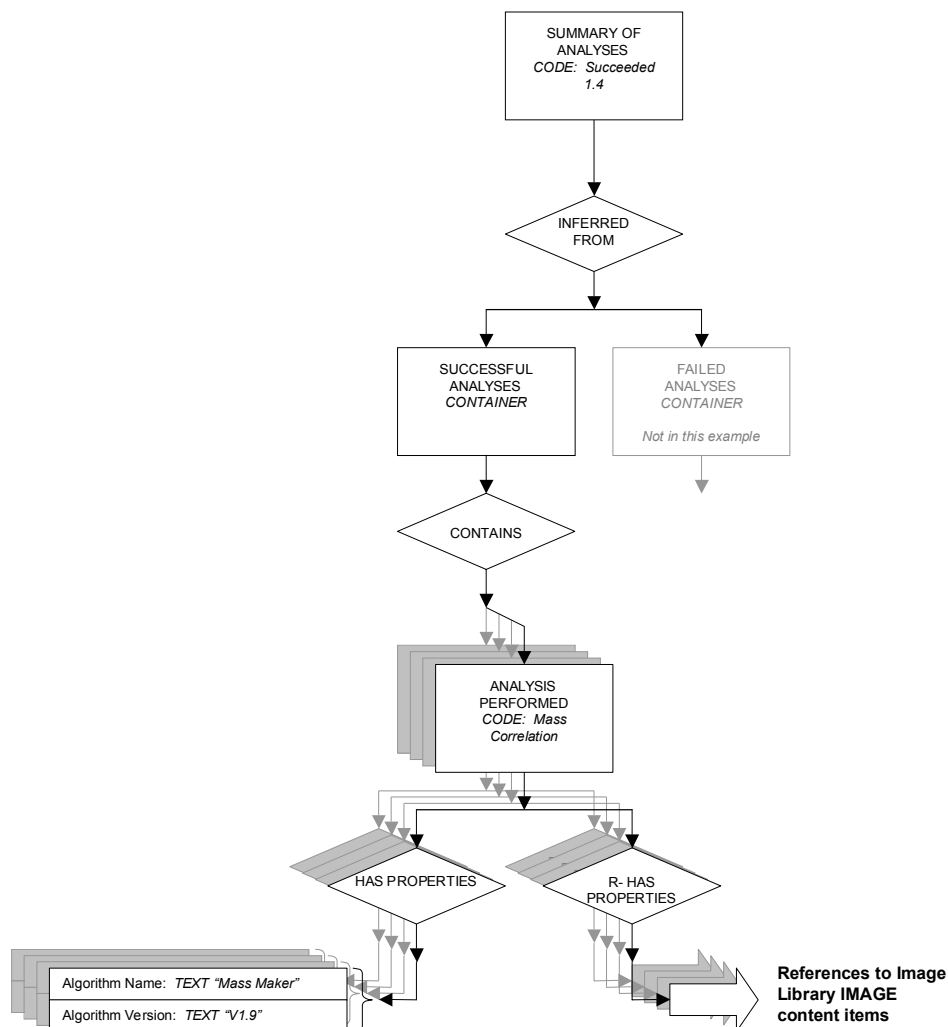 SUMMARY OF
ANALYSES
CODE:  Succeeded
1.4
INFERRED
FROM
SUCCESSFUL
ANALYSES
CONTAINER
FAILED
ANALYSES
CONTAINER
Not in this example
CONTAINS
ANALYSIS
PERFORMED
CODE:  Mass
Correlation
HAS PROPERTIES
R- HAS
PROPERTIES
Algorithm Name:  TEXT “Mass Maker”
Algorithm Version:  TEXT “V1.9”
References to Image
Library IMAGE
content items